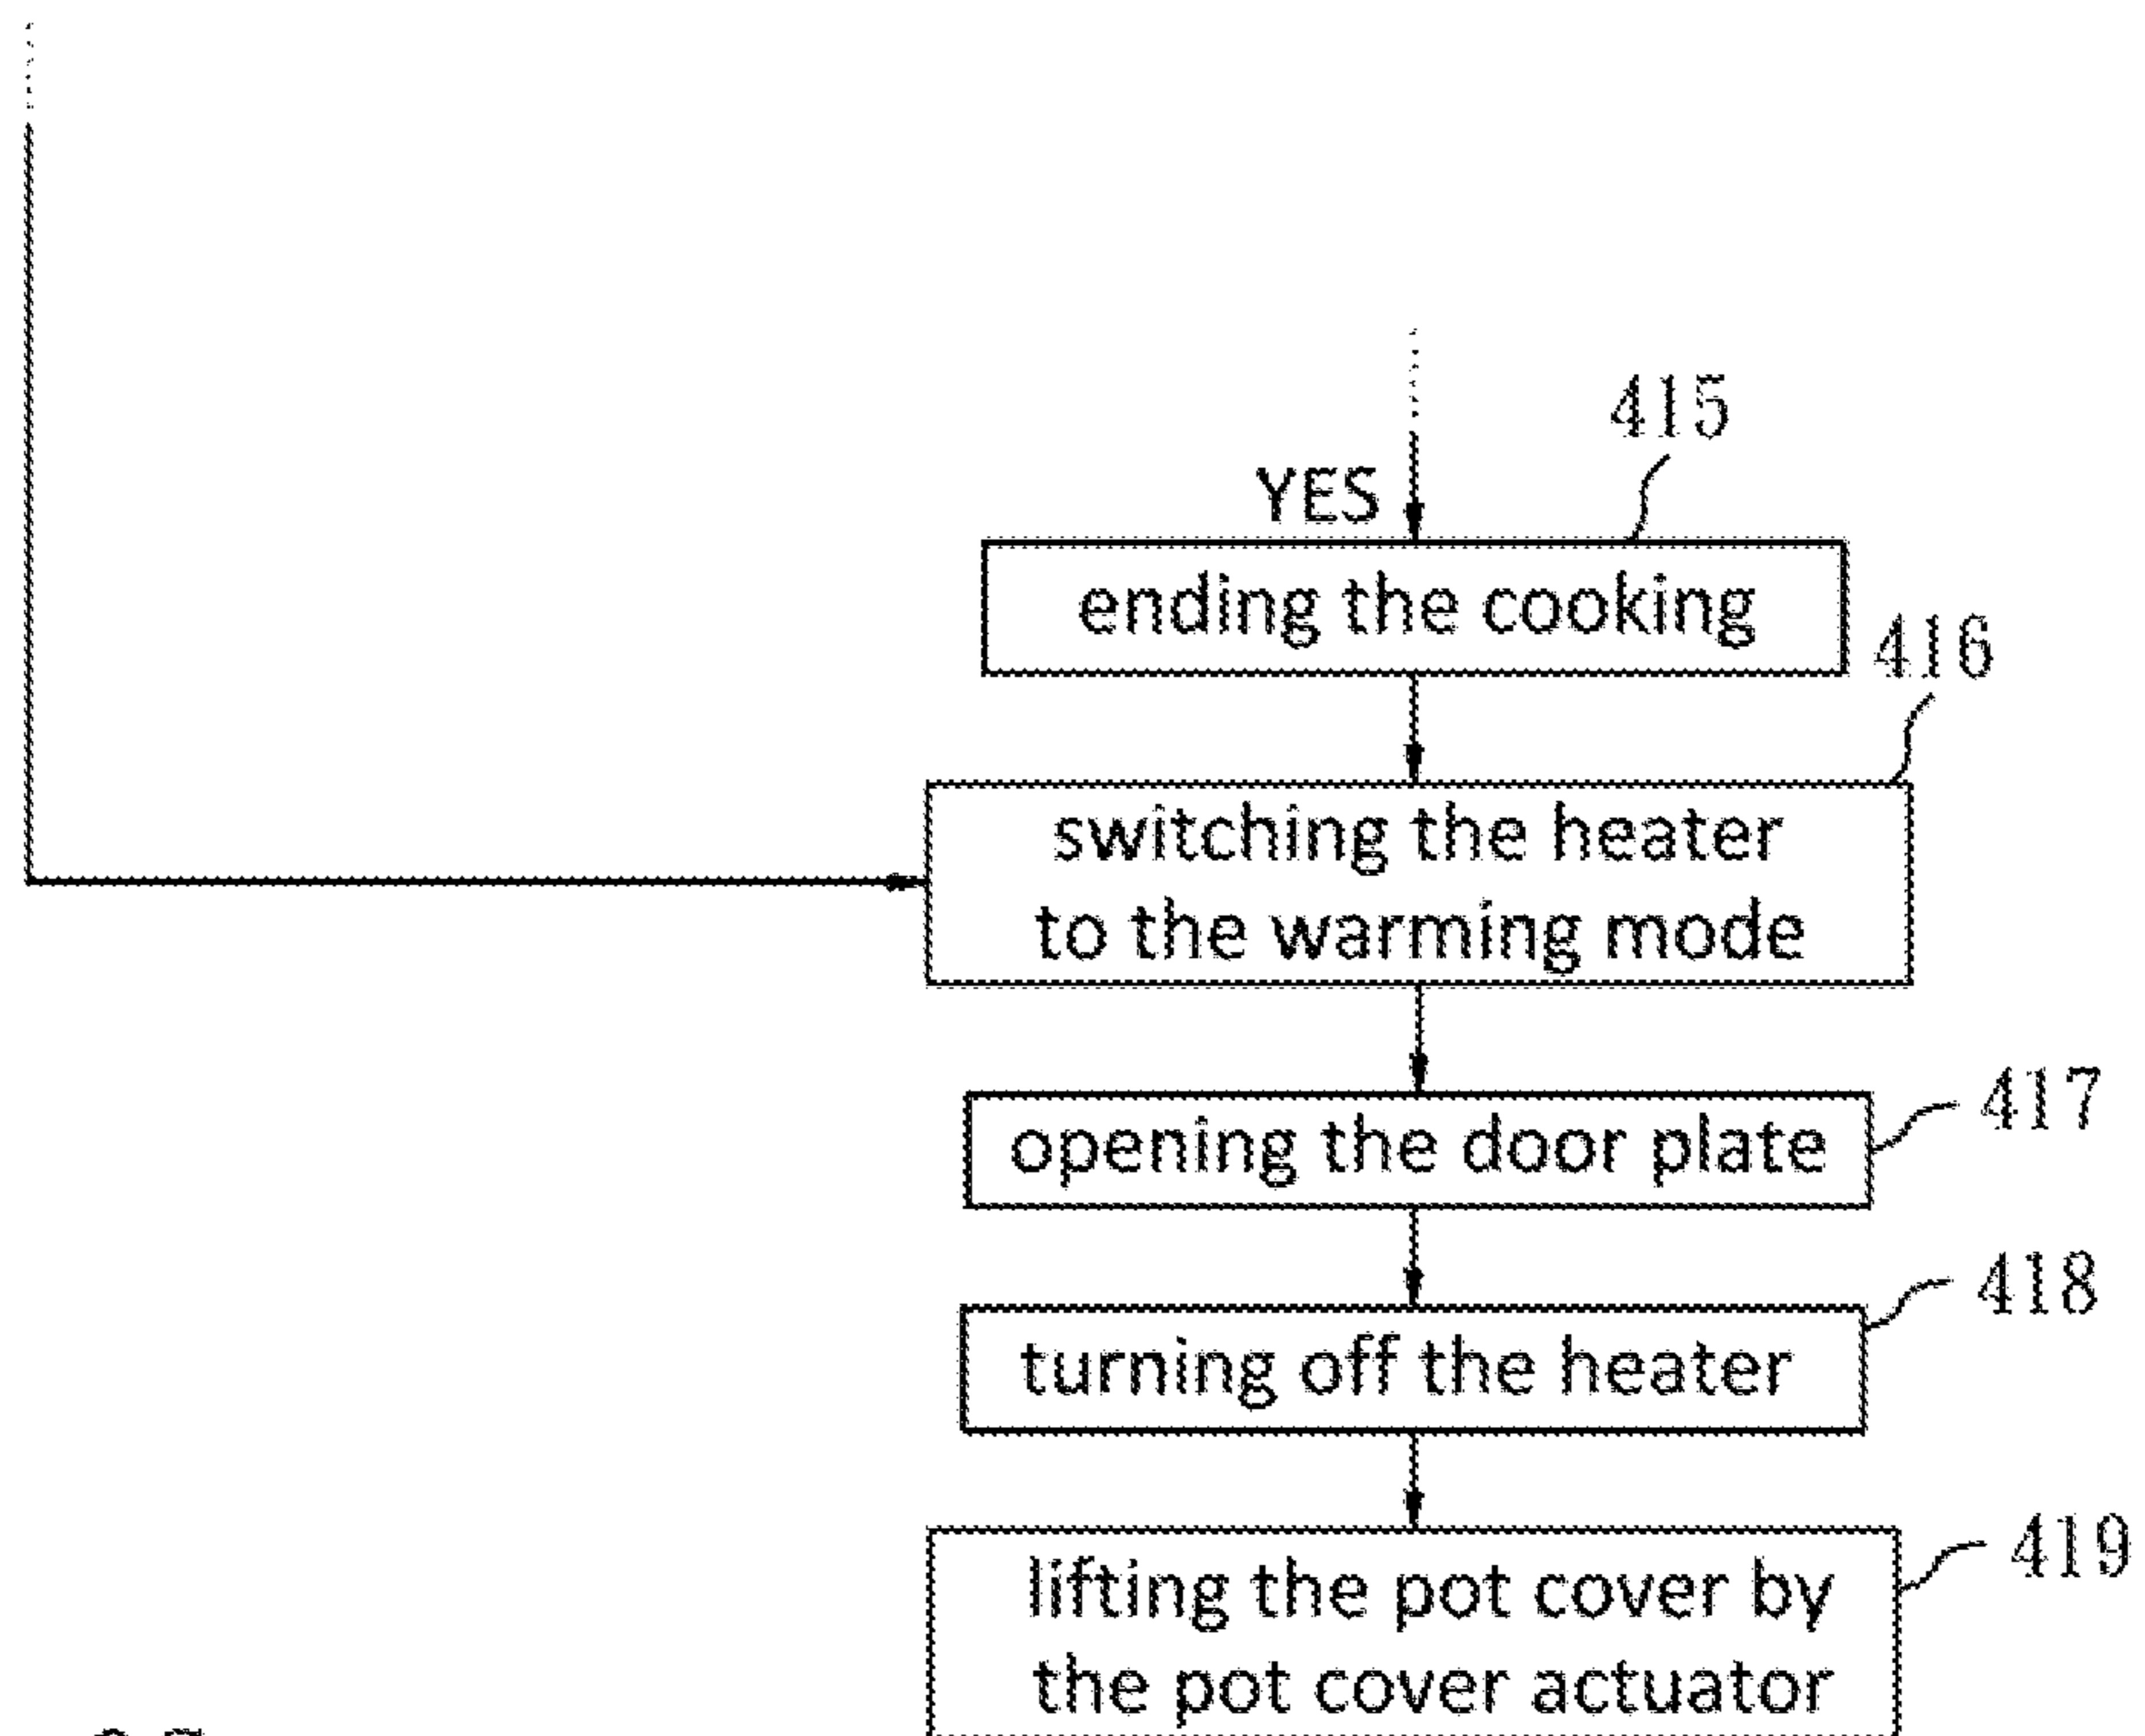 415
YES
ending the cooking
416
switching the heater
to the warming mode
417
opening the door plate
418
turning off the heater
419
lifting the pot cover by
the pot cover actuator